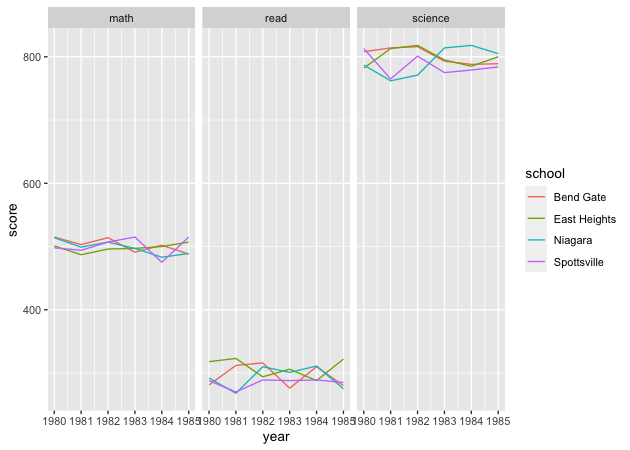 math read science
800
600
400
score
1980 1981 1982 1983 1984 1985 1980 1981 1982 1983 1984 1985 1980 1981 1982 1983 1984 1985
year
school
Bend Gate
East Heights
Niagara
Spottsville